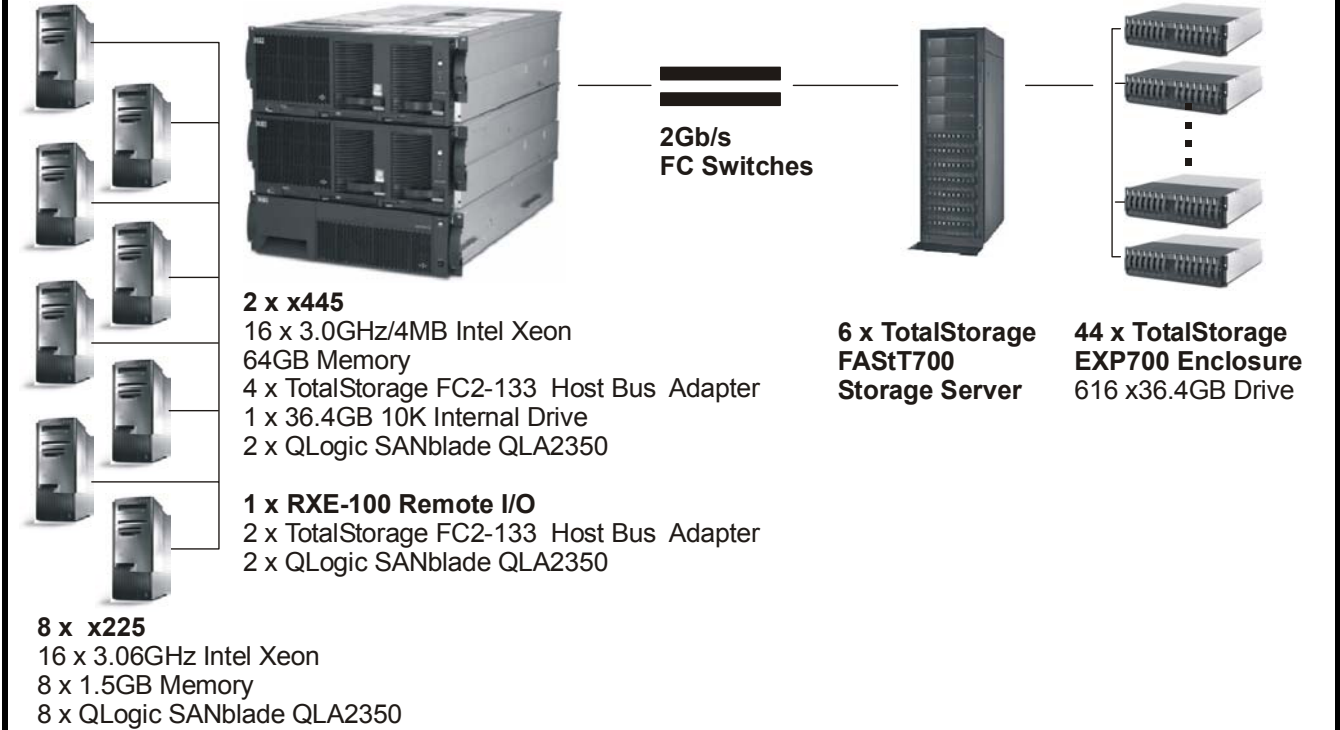 2Gb/s
FC Switches
2 x x445
16 x 3.0GHz/4MB Intel Xeon
64GB Memory
4 x TotalStorage FC2-133 Host Bus Adapter
1 x 36.4GB 10K Internal Drive
2 x QLogic SANblade QLA2350
1 x RXE-100 Remote I/O
2 x TotalStorage FC2-133 Host Bus Adapter
2 x QLogic SANblade QLA2350
6 x TotalStorage
FAStT700
Storage Server
44 x TotalStorage
EXP700 Enclosure
616 x36.4GB Drive
8 x x225
16 x 3.06GHz Intel Xeon
8 x 1.5GB Memory
8 x QLogic SANblade QLA2350